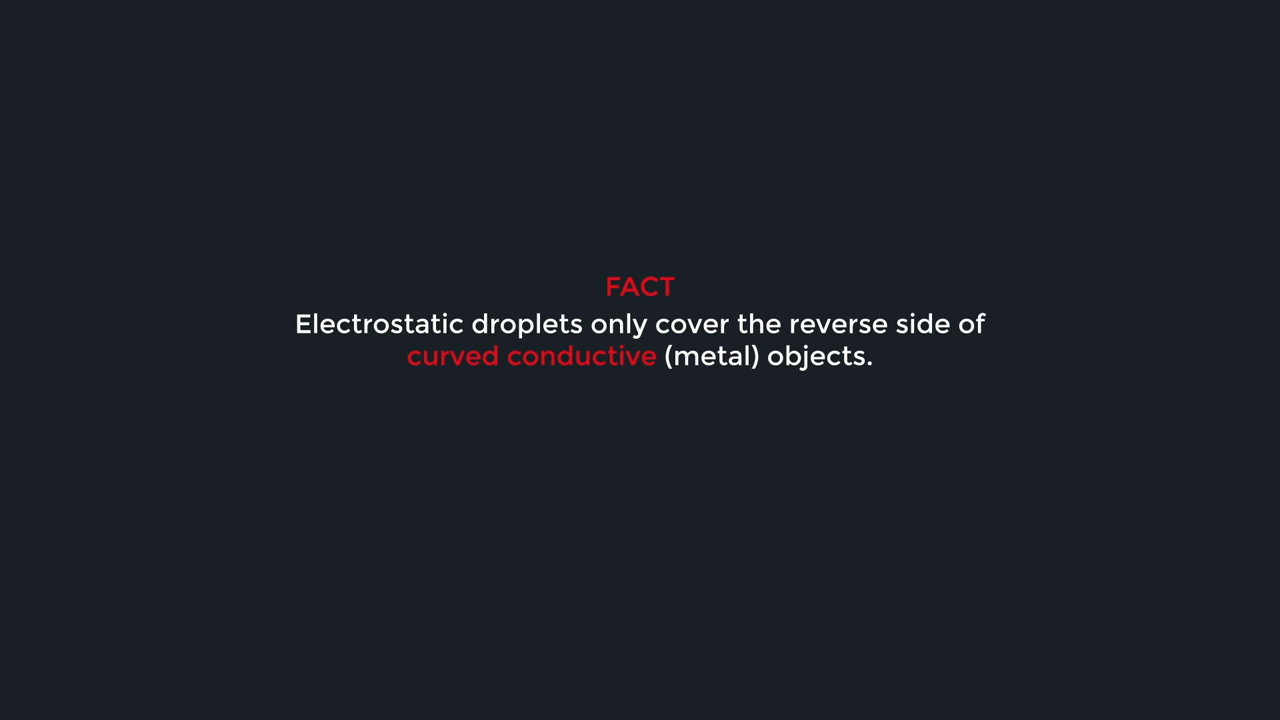 FACT
Electrostatic droplets only cover the reverse side of
curved conductive (metal) objects.